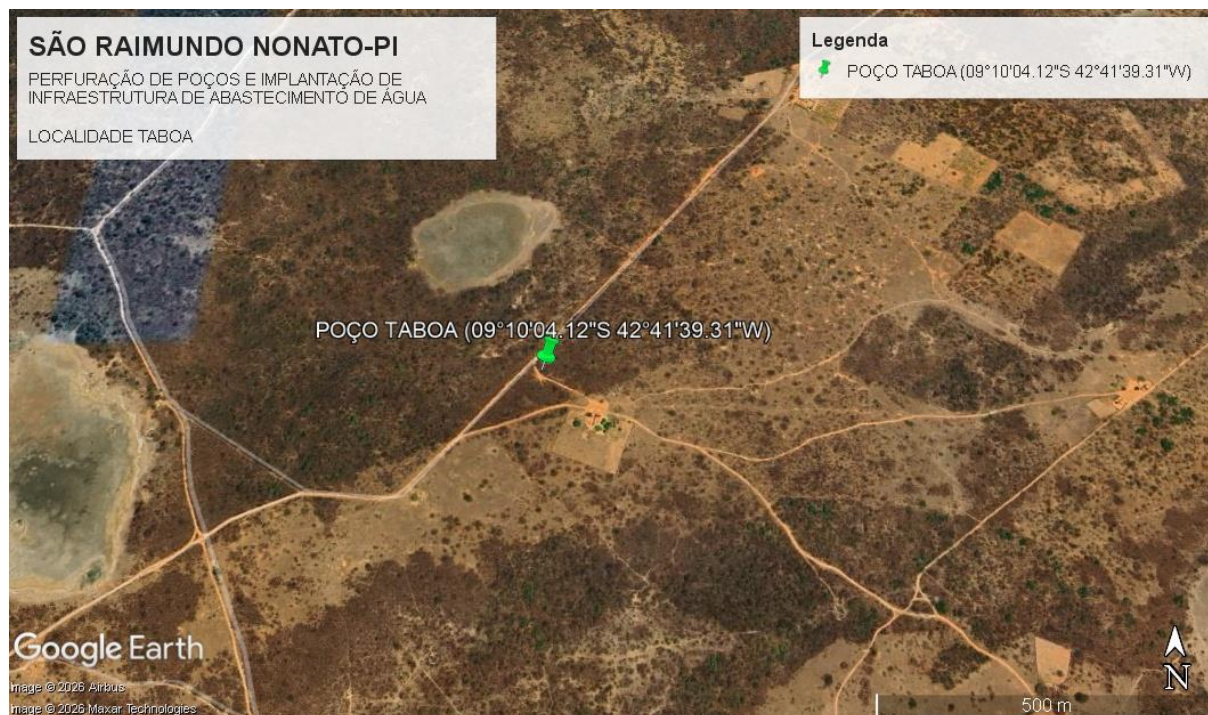 SÃO RAIMUNDO NONATO-PI
PERFURAÇÃO DE POÇOS E IMPLANTAÇÃO DE
INFRAESTRUTURA DE ABASTECIMENTO DE ÁGUA
LOCALIDADE TABOA
Legenda
POÇO TABOA (09°10'04.12"S 42°41'39.31"W)
POÇO TABOA (09°10'04.12"S 42°41'39.31"W)
Google Earth
Image © 2026 Airbus
Image © 2026 Maxar Technologies
N
500 m